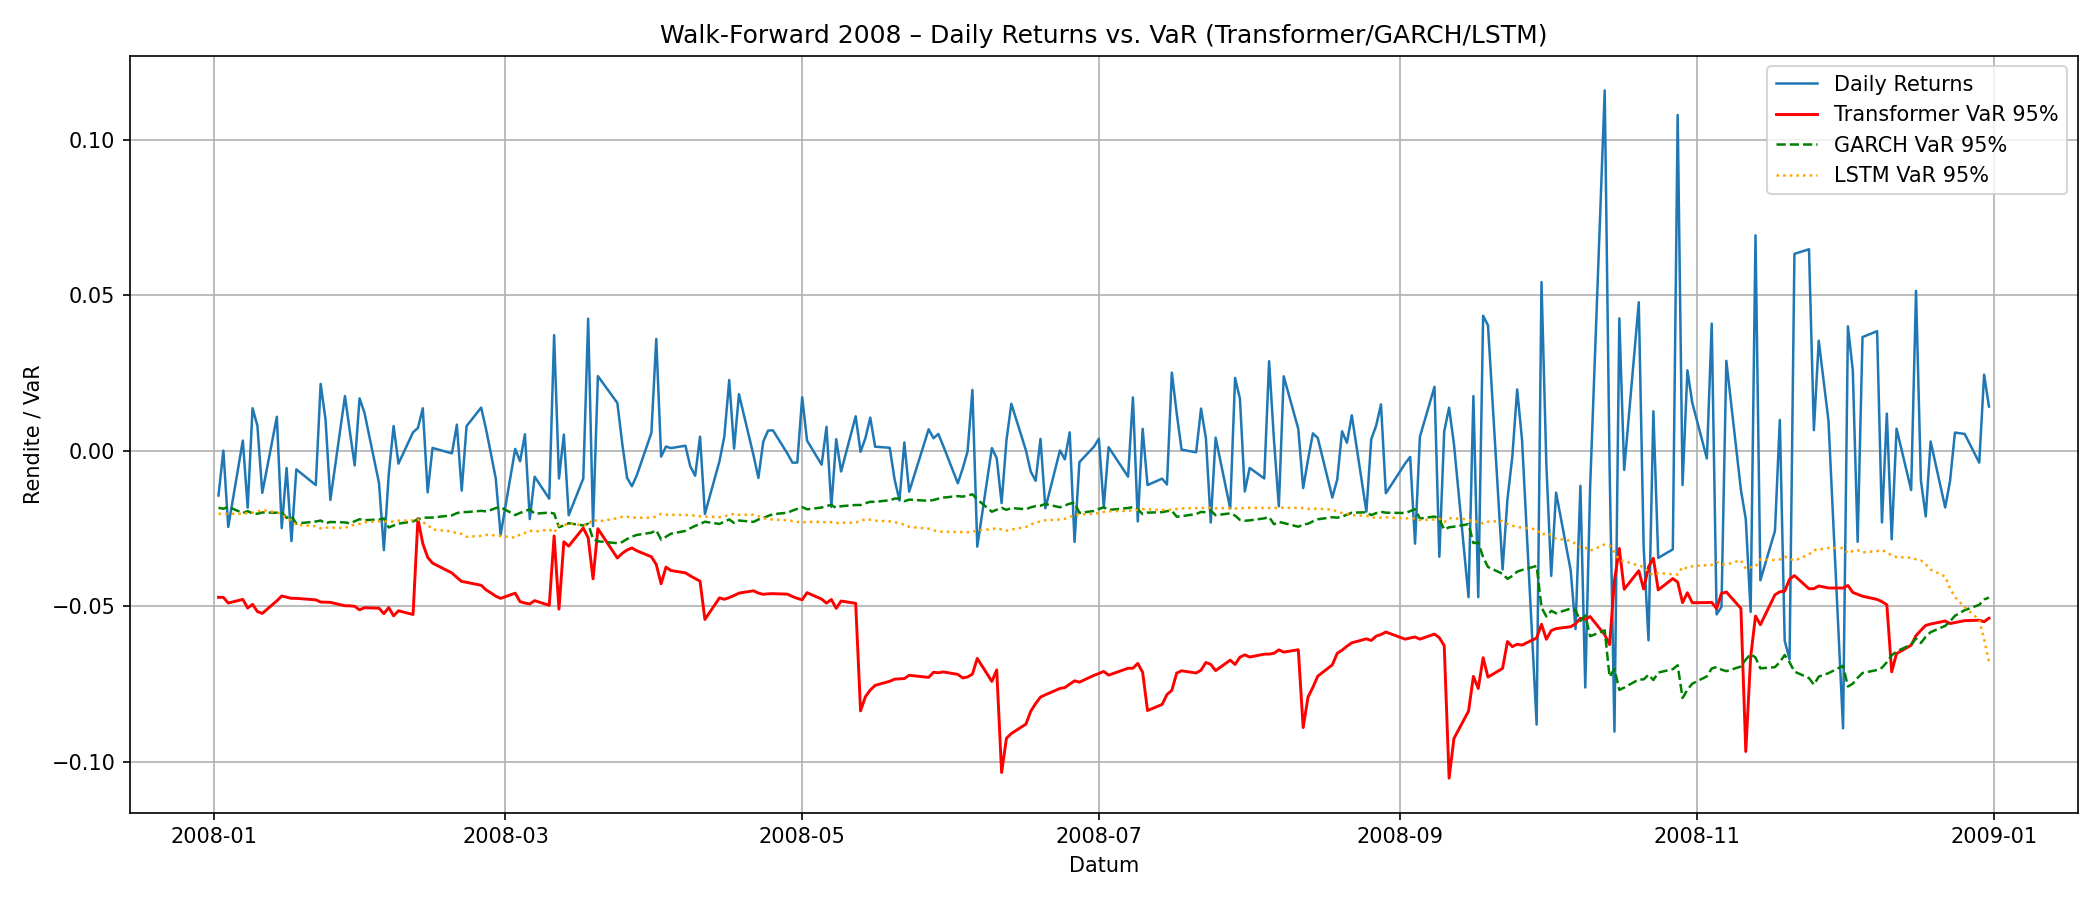 Walk-Forward 2008 – Daily Returns vs. VaR (Transformer/GARCH/LSTM)
Daily Returns
Transformer VaR 95%
GARCH VaR 95%
LSTM VaR 95%
Rendite / VaR
0.10
0.05
0.00
−0.05
−0.10
2008-01
2008-03
2008-05
2008-07
2008-09
2008-11
2009-01
Datum